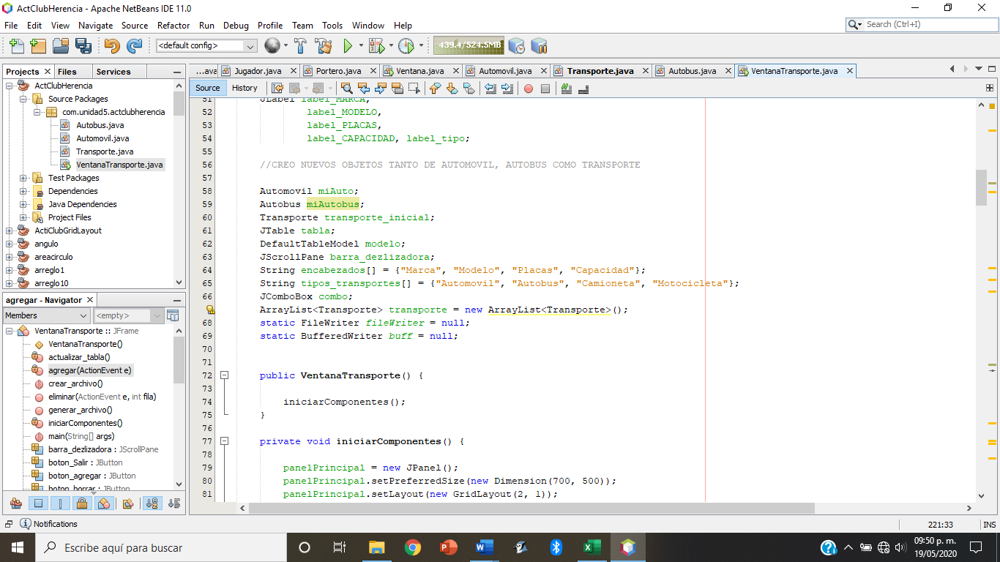 ActClubHerencia - Apache NetBeans IDE 11.0
File Edit View Navigate Source Refactor Run Debug Profile Team Tools Window Help
Search (Ctrl+I)
<default config>
439.4/524.5MB
Projects Files Services
ActClubHerencia
Source Packages
com.unidad5.actclubherencia
Autobus.java
Automovil.java
Transporte.java
VentanaTransporte.java
Test Packages
Dependencies
Java Dependencies
Project Files
ActiClubGridLayout
angulo
areacirculo
arreglo1
arreglo10
agregar - Navigator
Members <empty>
VentanaTransporte :: JFrame
VentanaTransporte()
actualizar_tabla()
agregar(ActionEvent e)
crear_archivo()
eliminar(ActionEvent e, int fila)
generar_archivo()
iniciarComponentes()
main(String[] args)
barra_dezlizadora : JScrollPane
boton_Salir : JButton
boton_agregar : JButton
boton_borrar : JButton
...ava Jugador.java Portero.java Ventana.java Automovil.java Transporte.java Autobus.java VentanaTransporte.java
Source History
51 JLabel label_MARCA,
52 label_MODELO,
53 label_PLACAS,
54 label_CAPACIDAD, label_tipo;
55
56 //CREO NUEVOS OBJETOS TANTO DE AUTOMOVIL, AUTOBUS COMO TRANSPORTE
57
58 Automovil miAuto;
59 Autobus miAutobus;
60 Transporte transporte_inicial;
61 JTable tabla;
62 DefaultTableModel modelo;
63 JScrollPane barra_dezlizadora;
64 String encabezados[] = {"Marca", "Modelo", "Placas", "Capacidad"};
65 String tipos_transportes[] = {"Automovil", "Autobus", "Camioneta", "Motocicleta"};
66 JComboBox combo;
ArrayList<Transporte> transporte = new ArrayList<Transporte>();
68 static FileWriter fileWriter = null;
69 static BufferedWriter buff = null;
70
71
72 public VentanaTransporte() {
73
74 iniciarComponentes();
75 }
76
77 private void iniciarComponentes() {
78
79 panelPrincipal = new JPanel();
80 panelPrincipal.setPreferredSize(new Dimension(700, 500));
81 panelPrincipal.setLayout(new GridLayout(2, 1));
Notifications
221:33 INS
Escribe aquí para buscar
09:50 p. m.
19/05/2020